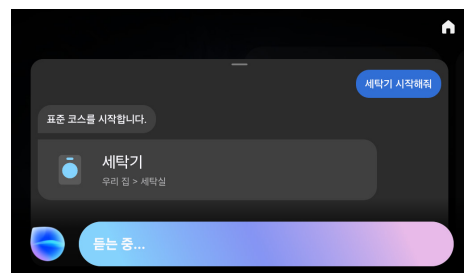 세탁기 시작해줘
표준 코스를 시작합니다.
세탁기
우리 집 > 세탁실
듣는 중...